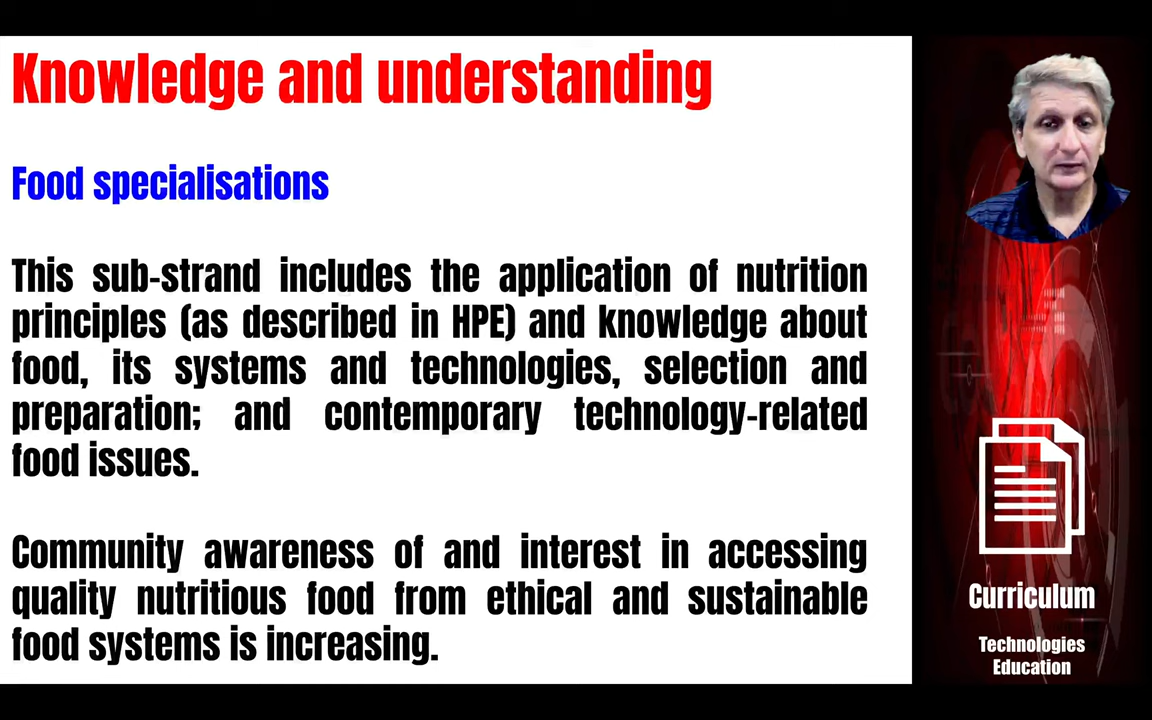 Knowledge and understanding
Food specialisations
This sub-strand includes the application of nutrition
principles (as described in HPE) and knowledge about
food, its systems and technologies, selection and
preparation; and contemporary technology-related
food issues.
Community awareness of and interest in accessing
quality nutritious food from ethical and sustainable
food systems is increasing.
Curriculum
Technologies
Education